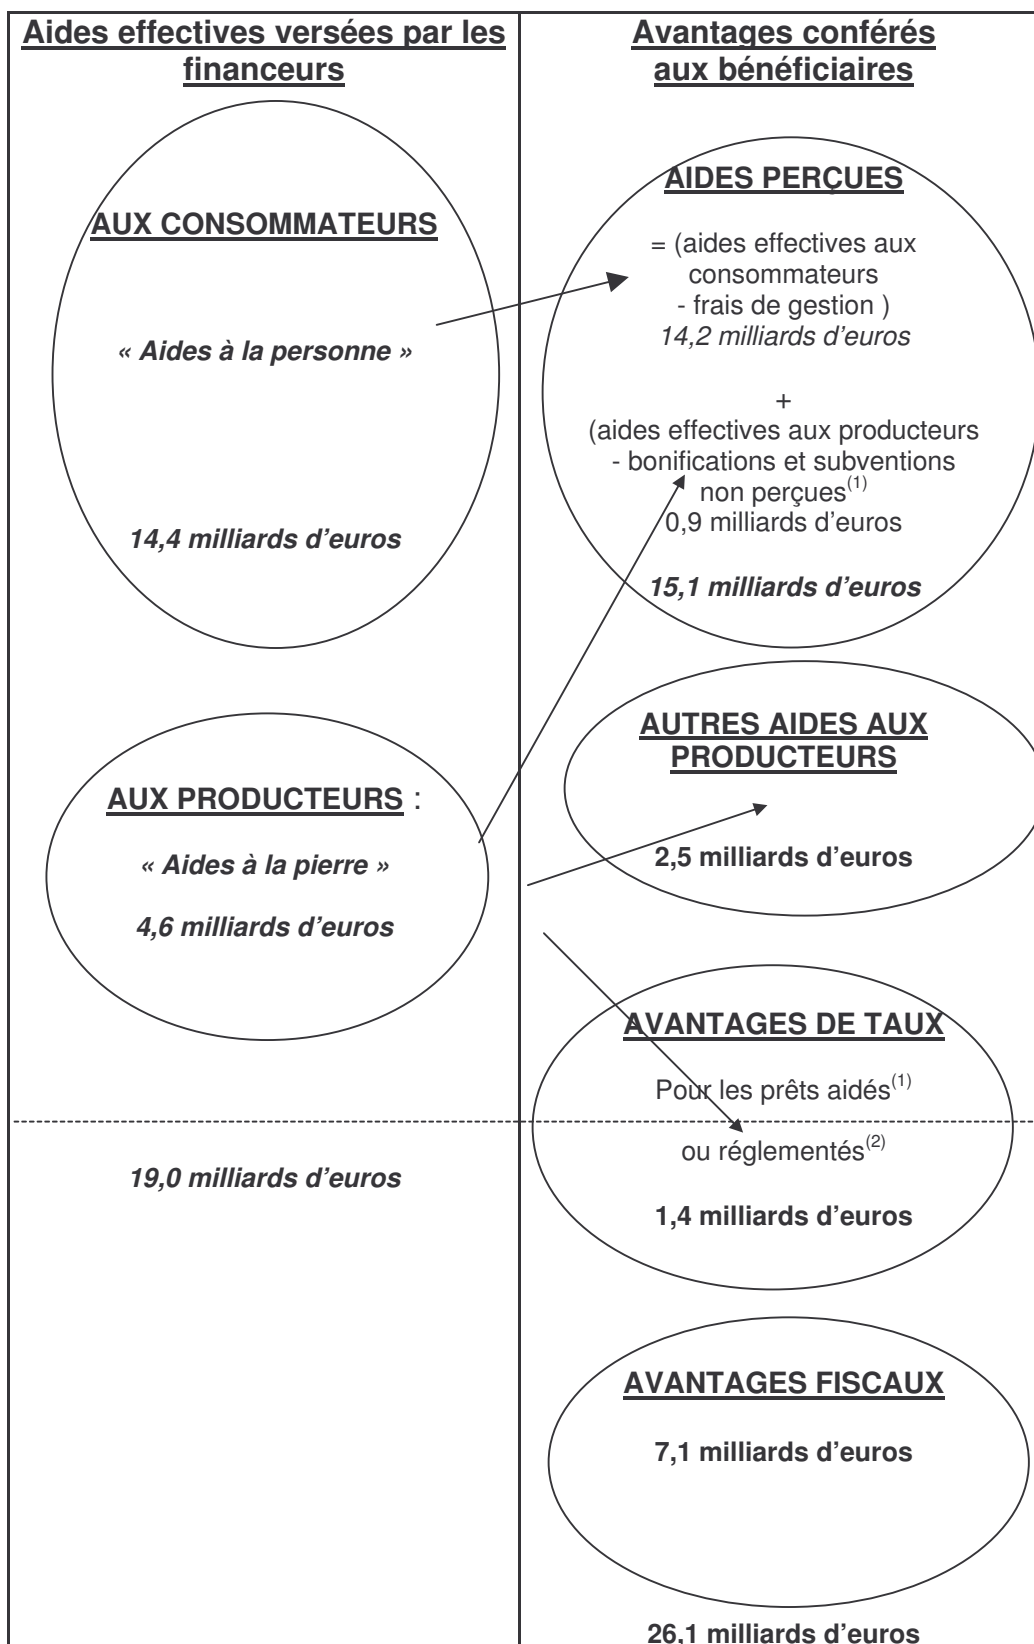 Aides effectives versées par les
financeurs
AUX CONSOMMATEURS
« Aides à la personne »
14,4 milliards d’euros
AUX PRODUCTEURS :
« Aides à la pierre »
4,6 milliards d’euros
19,0 milliards d’euros
Avantages conférés
aux bénéficiaires
AIDES PERÇUES
= (aides effectives aux
consommateurs
- frais de gestion )
14,2 milliards d’euros
+
(aides effectives aux producteurs
- bonifications et subventions
non perçues(1)
0,9 milliards d’euros
15,1 milliards d’euros
AUTRES AIDES AUX
PRODUCTEURS
2,5 milliards d’euros
AVANTAGES DE TAUX
Pour les prêts aidés(1)
ou réglementés(2)
1,4 milliards d’euros
AVANTAGES FISCAUX
7,1 milliards d’euros
26,1 milliards d’euros